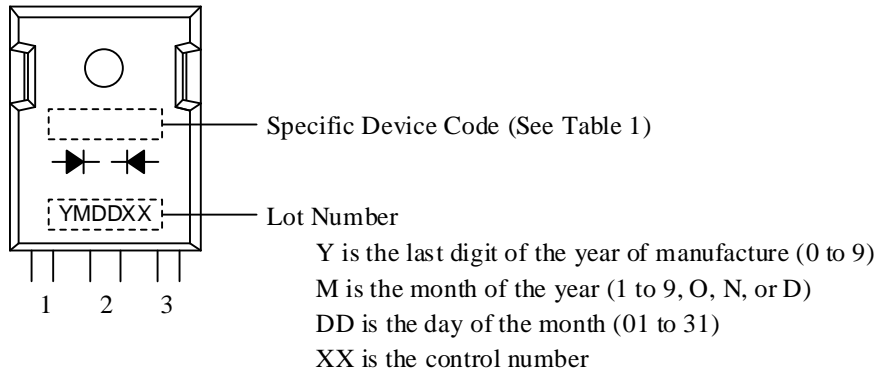 Specific Device Code (See Table 1)
YMDDXX
Lot Number
Y is the last digit of the year of manufacture (0 to 9)
M is the month of the year (1 to 9, O, N, or D)
DD is the day of the month (01 to 31)
XX is the control number
1 2 3